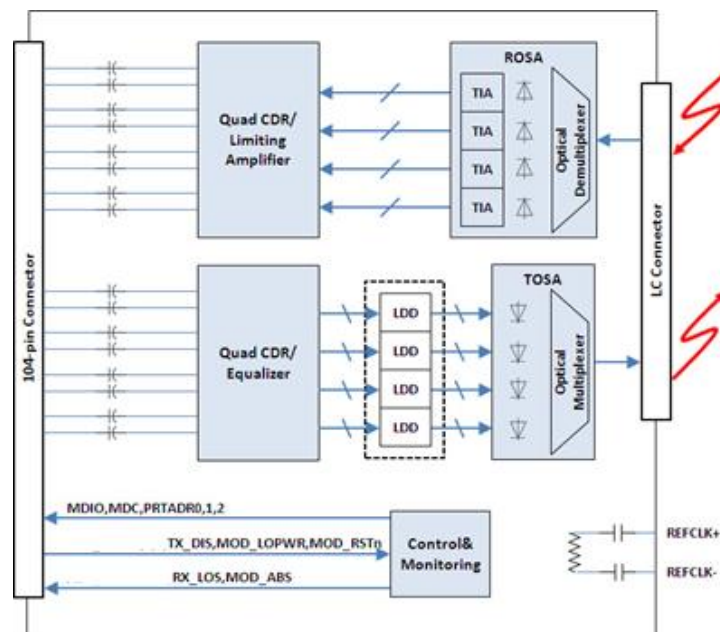 ROSA
Quad CDR/
Limiting
Amplifier
TIA
TIA
TIA
TIA
Optical
Demultiplexer
104-pin Connector
LC Connector
TOSA
Quad CDR/
Equalizer
LDD
LDD
LDD
LDD
Optical
Multiplexer
MDIO,MDC,PRTADR0,1,2
TX_DIS,MOD_LOPWR,MOD_RSTn
RX_LOS,MOD_ABS
Control&
Monitoring
REFCLK+
REFCLK-